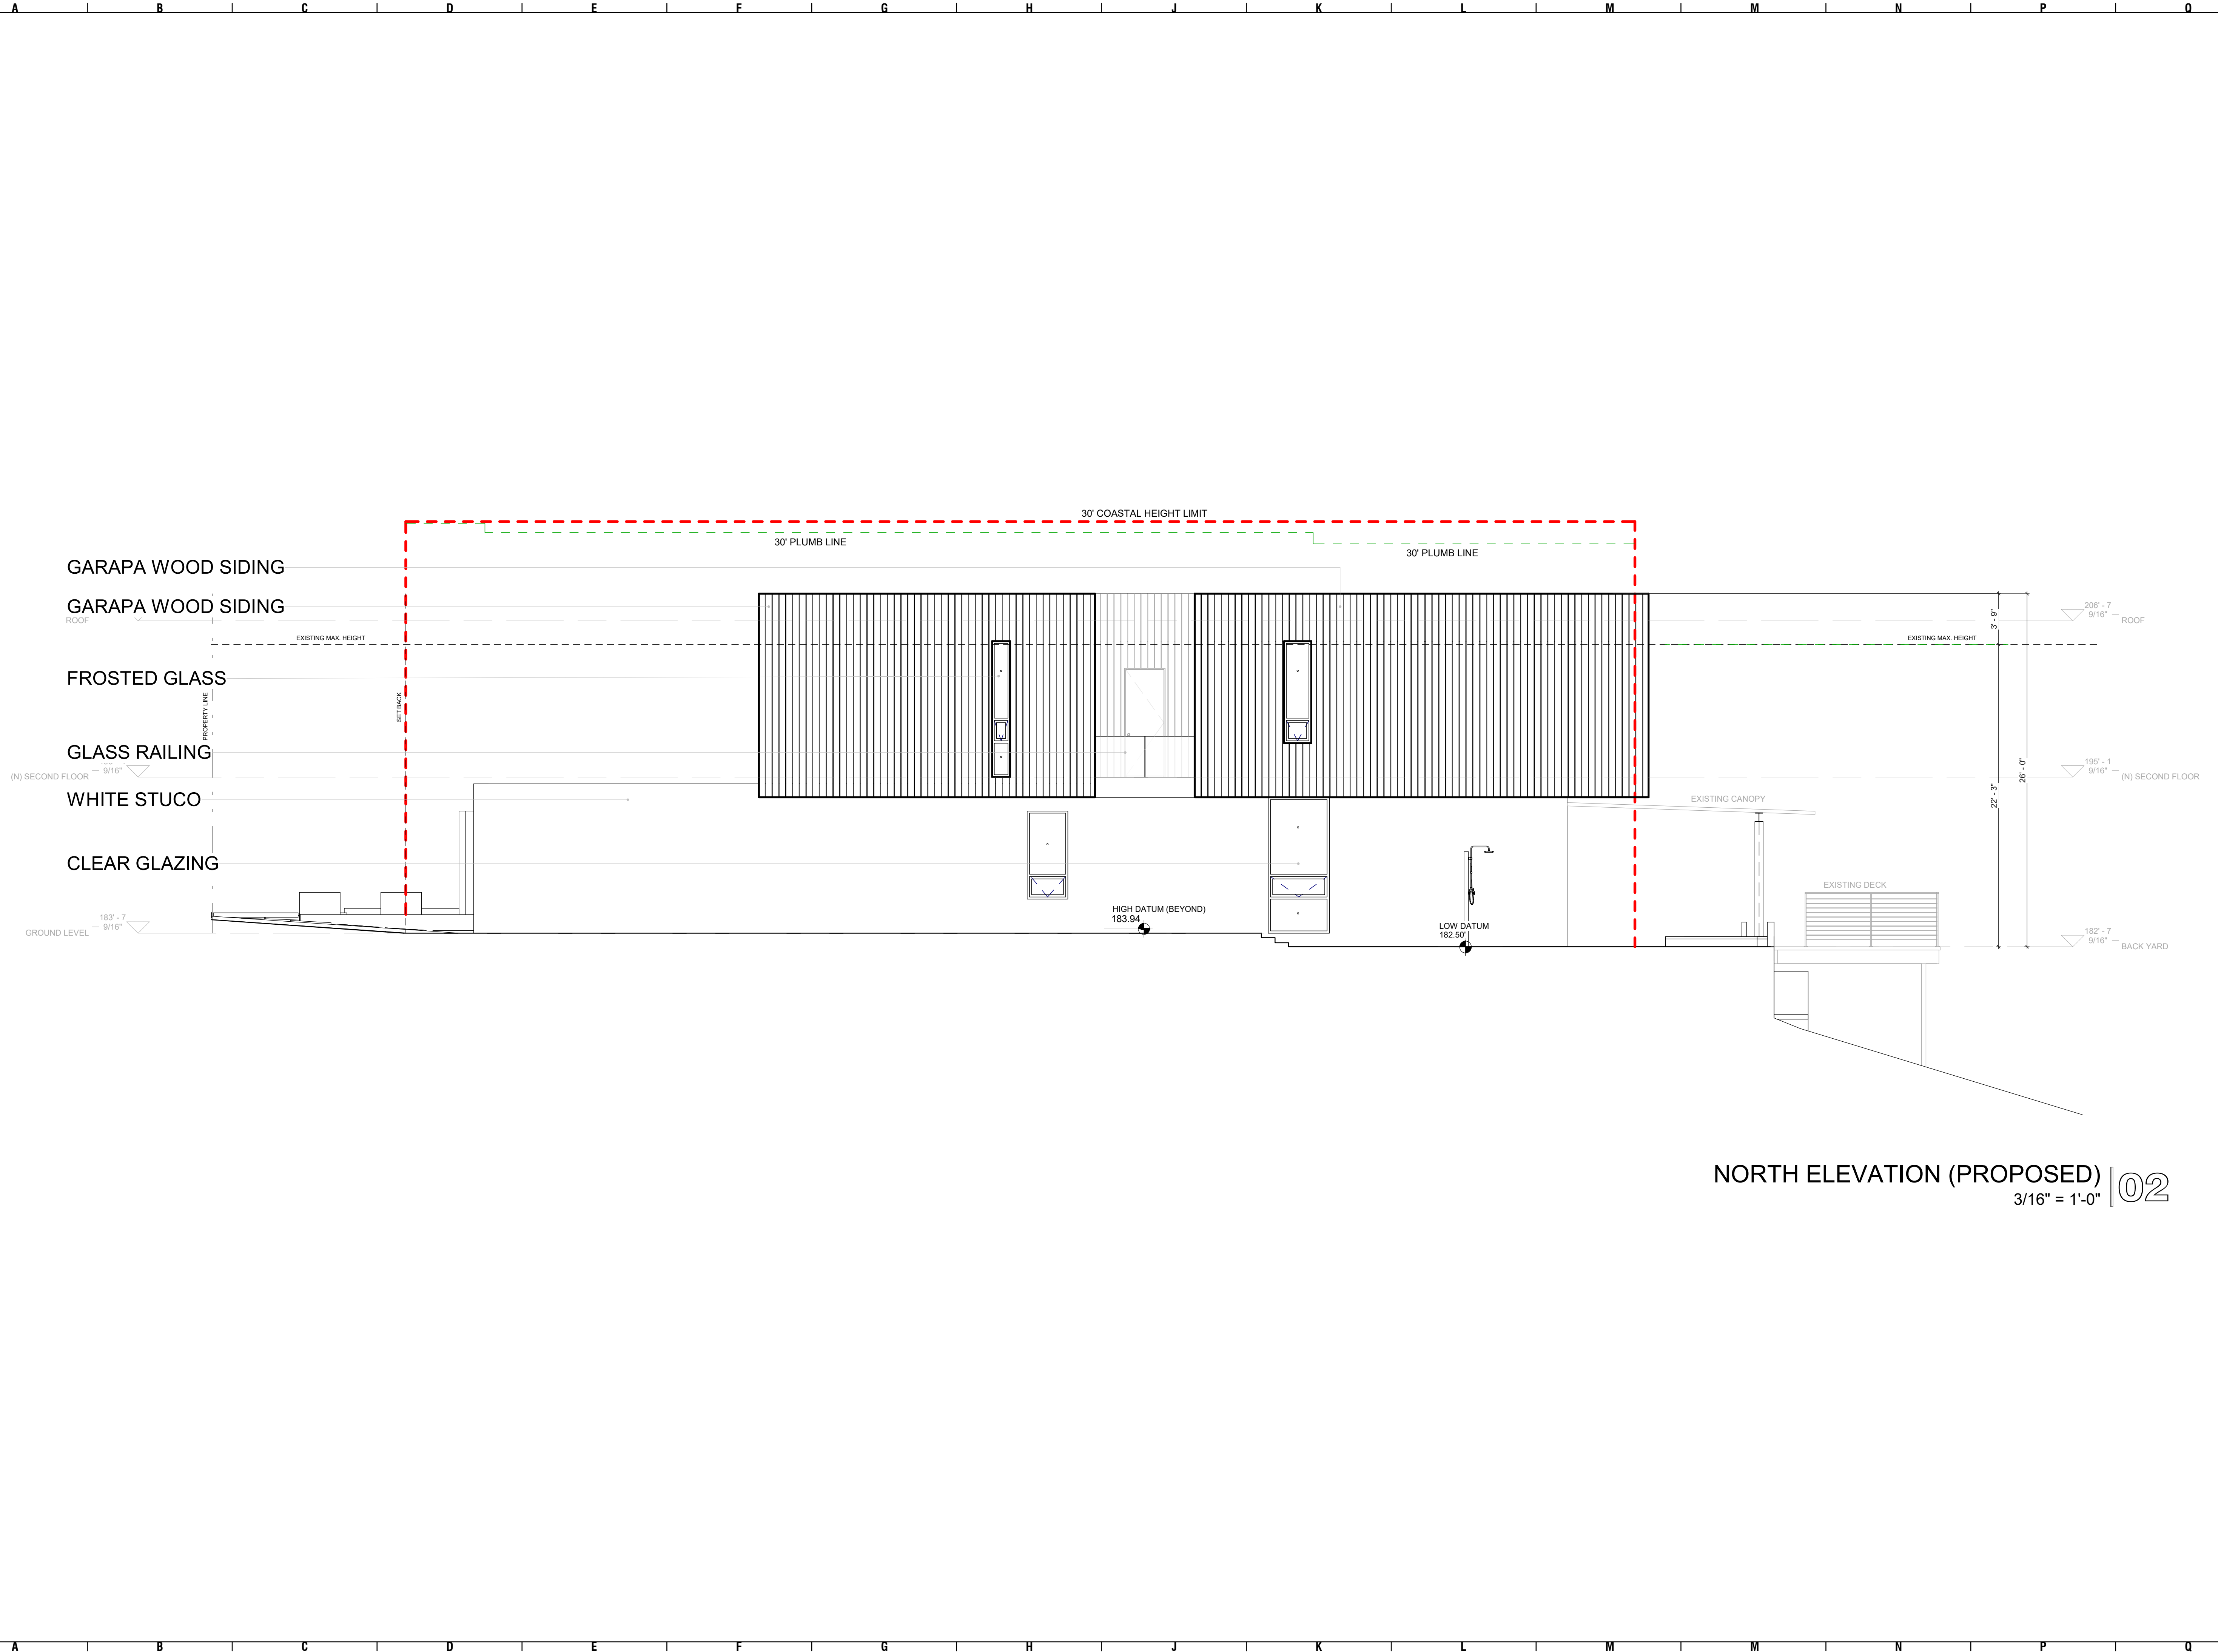 A B C D E F G H J K L M M N P Q
30' COASTAL HEIGHT LIMIT
30' PLUMB LINE
30' PLUMB LINE
GARAPA WOOD SIDING
GARAPA WOOD SIDING
ROOF
206' - 7
9/16"
ROOF
3' - 9"
EXISTING MAX. HEIGHT
EXISTING MAX. HEIGHT
FROSTED GLASS
PROPERTY LINE
SET BACK
GLASS RAILING
9/16"
(N) SECOND FLOOR
195' - 1
9/16"
(N) SECOND FLOOR
26' - 0"
22' - 3"
WHITE STUCO
EXISTING CANOPY
CLEAR GLAZING
EXISTING DECK
183' - 7
9/16"
GROUND LEVEL
HIGH DATUM (BEYOND)
183.94
LOW DATUM
182.50'
182' - 7
9/16"
BACK YARD
NORTH ELEVATION (PROPOSED)
3/16" = 1'-0"
02
A B C D E F G H J K L M M N P Q